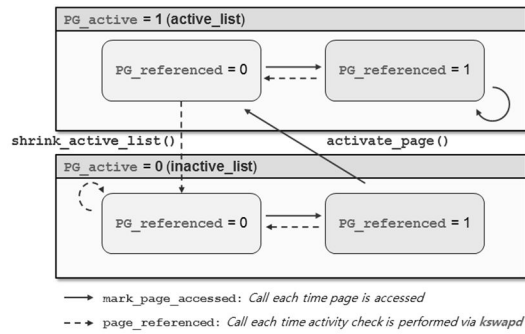 PG_active = 1 (active_list)
PG_referenced = 0
PG_referenced = 1
shrink_active_list()
activate_page()
PG_active = 0 (inactive_list)
PG_referenced = 0
PG_referenced = 1
mark_page_accessed: Call each time page is accessed
page_referenced: Call each time activity check is performed via kswapd